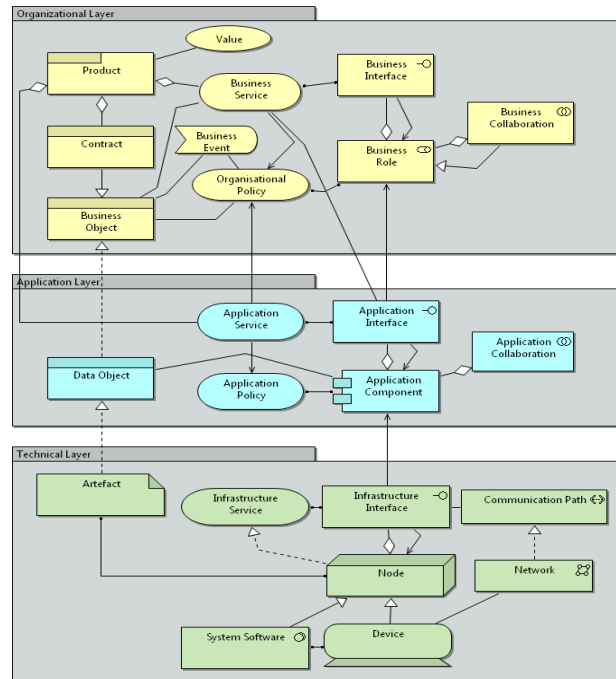 Organizational Layer
Value
Product
Business
Service
Business
Interface
Business
Collaboration
Contract
Business
Event
Business
Role
Organisational
Policy
Business
Object
Application Layer
Application
Service
Application
Interface
Application
Collaboration
Data Object
Application
Policy
Application
Component
Technical Layer
Artefact
Infrastructure
Service
Infrastructure
Interface
Communication Path
Node
Network
System Software
Device